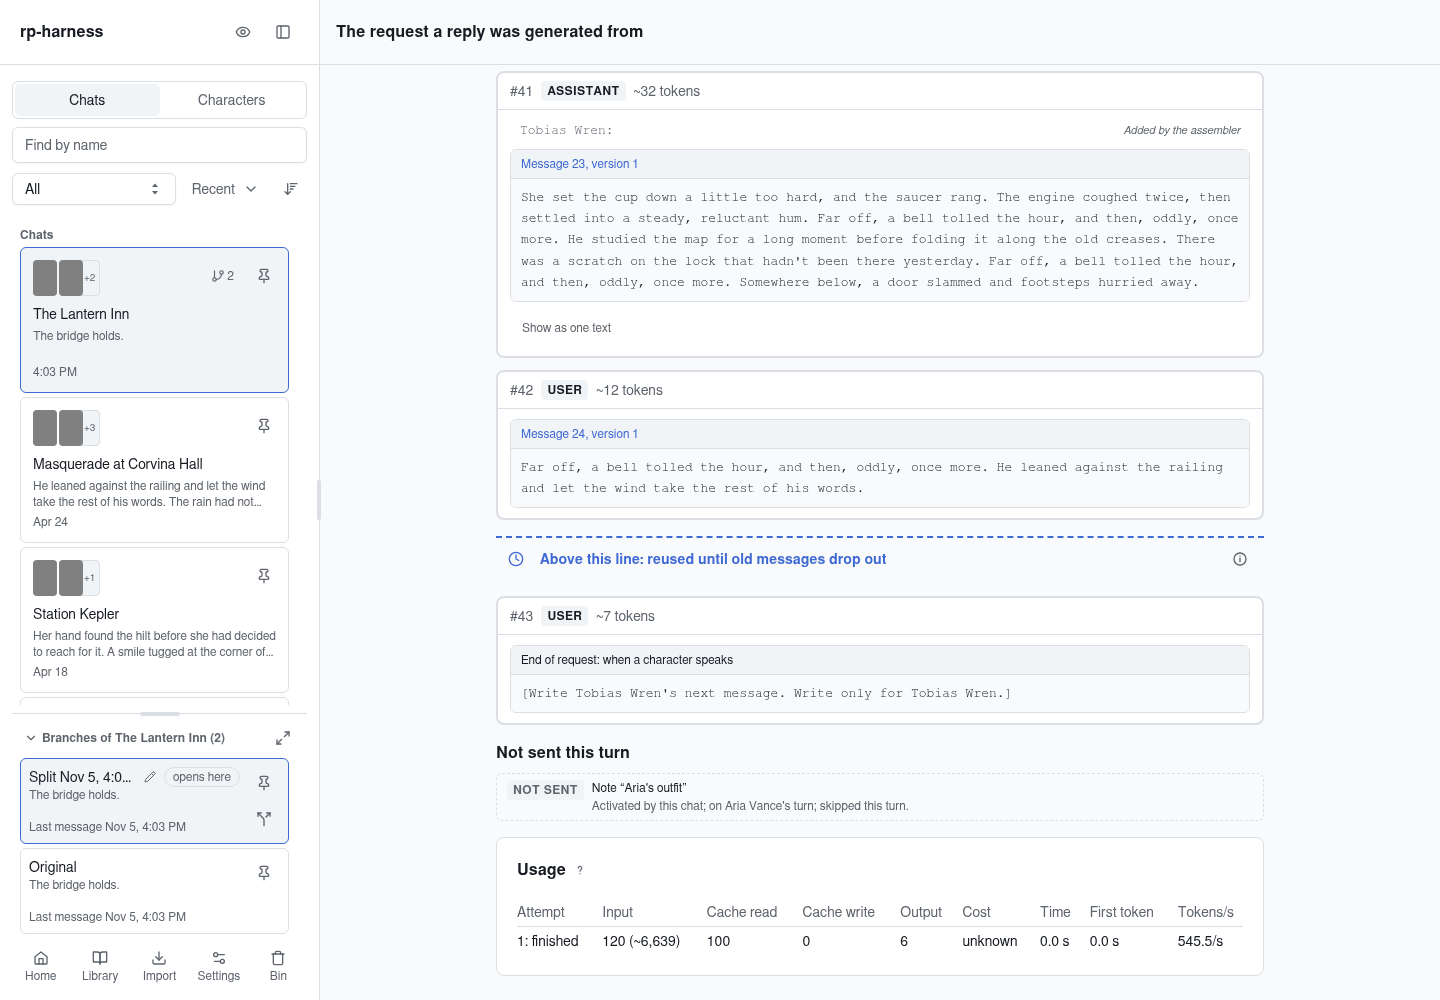 rp-harness
The request a reply was generated from
Chats
Characters
Find by name
All
Recent
Chats
+2
2
The Lantern Inn
The bridge holds.
4:03 PM
+3
Masquerade at Corvina Hall
He leaned against the railing and let the wind
take the rest of his words. The rain had not...
Apr 24
+1
Station Kepler
Her hand found the hilt before she had decided
to reach for it. A smile tugged at the corner of...
Apr 18
Branches of The Lantern Inn (2)
Split Nov 5, 4:0...
opens here
The bridge holds.
Last message Nov 5, 4:03 PM
Original
The bridge holds.
Last message Nov 5, 4:03 PM
Home
Library
Import
Settings
Bin
#41 ASSISTANT ~32 tokens
Tobias Wren:
Added by the assembler
Message 23, version 1
She set the cup down a little too hard, and the saucer rang. The engine coughed twice, then
settled into a steady, reluctant hum. Far off, a bell tolled the hour, and then, oddly, once
more. He studied the map for a long moment before folding it along the old creases. There
was a scratch on the lock that hadn't been there yesterday. Far off, a bell tolled the hour,
and then, oddly, once more. Somewhere below, a door slammed and footsteps hurried away.
Show as one text
#42 USER ~12 tokens
Message 24, version 1
Far off, a bell tolled the hour, and then, oddly, once more. He leaned against the railing
and let the wind take the rest of his words.
Above this line: reused until old messages drop out
#43 USER ~7 tokens
End of request: when a character speaks
[Write Tobias Wren's next message. Write only for Tobias Wren.]
Not sent this turn
NOT SENT
Note “Aria's outfit”
Activated by this chat; on Aria Vance's turn; skipped this turn.
Usage ?
Attempt Input Cache read Cache write Output Cost Time First token Tokens/s
1: finished 120 (~6,639) 100 0 6 unknown 0.0 s 0.0 s 545.5/s